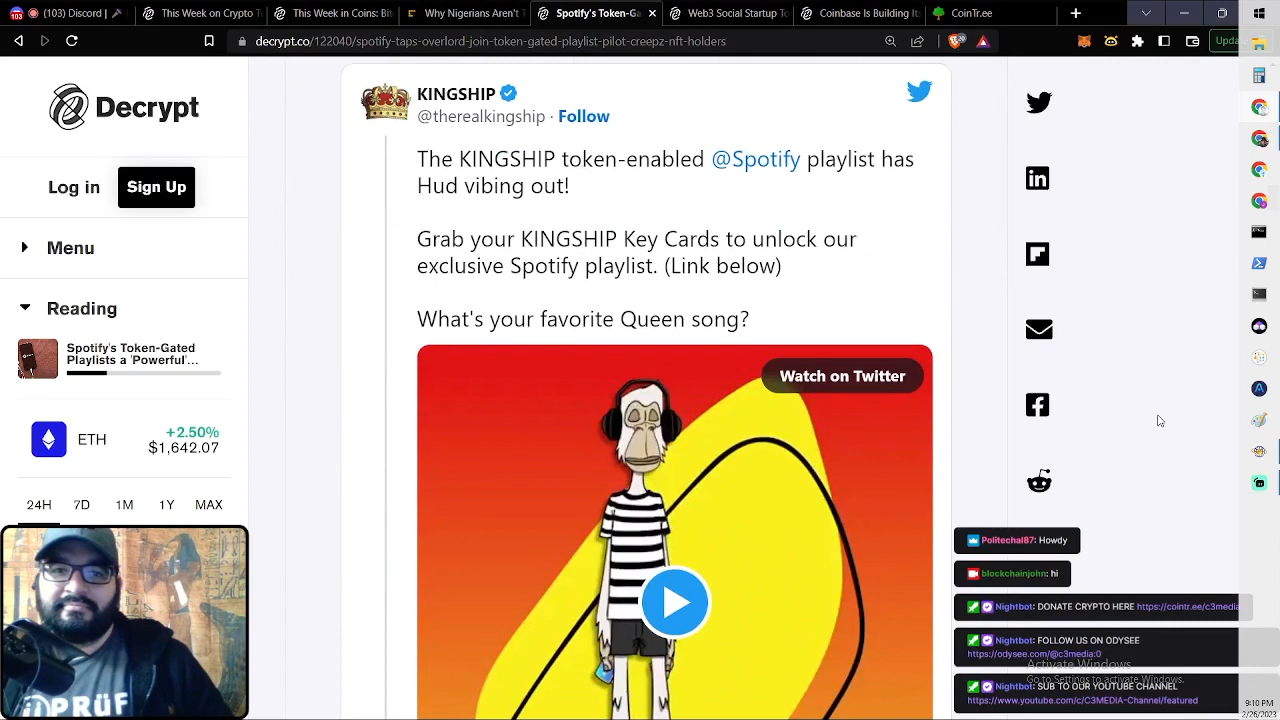 103
(103) Discord |
This Week on Crypto T
This Week in Coins: Bit
Why Nigerians Aren't
Spotify's Token-Ga
Web3 Social Startup To
Coinbase Is Building Its
CoinTr.ee
decrypt.co/122040/spotify-taps-overlord-join-token-gated-playlist-pilot-creepz-nft-holders
Upda
Decrypt
Log in
Sign Up
Menu
Reading
Spotify's Token-Gated
Playlists a 'Powerful'...
ETH
+2.50%
$1,642.07
24H 7D 1M 1Y MAX
KINGSHIP
@therealkingship · Follow
The KINGSHIP token-enabled @Spotify playlist has
Hud vibing out!
Grab your KINGSHIP Key Cards to unlock our
exclusive Spotify playlist. (Link below)
What's your favorite Queen song?
Watch on Twitter
Politechal87: Howdy
blockchainjohn: hi
Nightbot: DONATE CRYPTO HERE https://cointr.ee/c3media
Nightbot: FOLLOW US ON ODYSEE
https://odysee.com/@c3media:0
Activate Windows
Go to Settings to activate Windows.
Nightbot: SUB TO OUR YOUTUBE CHANNEL
https://www.youtube.com/c/C3MEDIA-Channel/featured
9:10 PM
2/26/2023